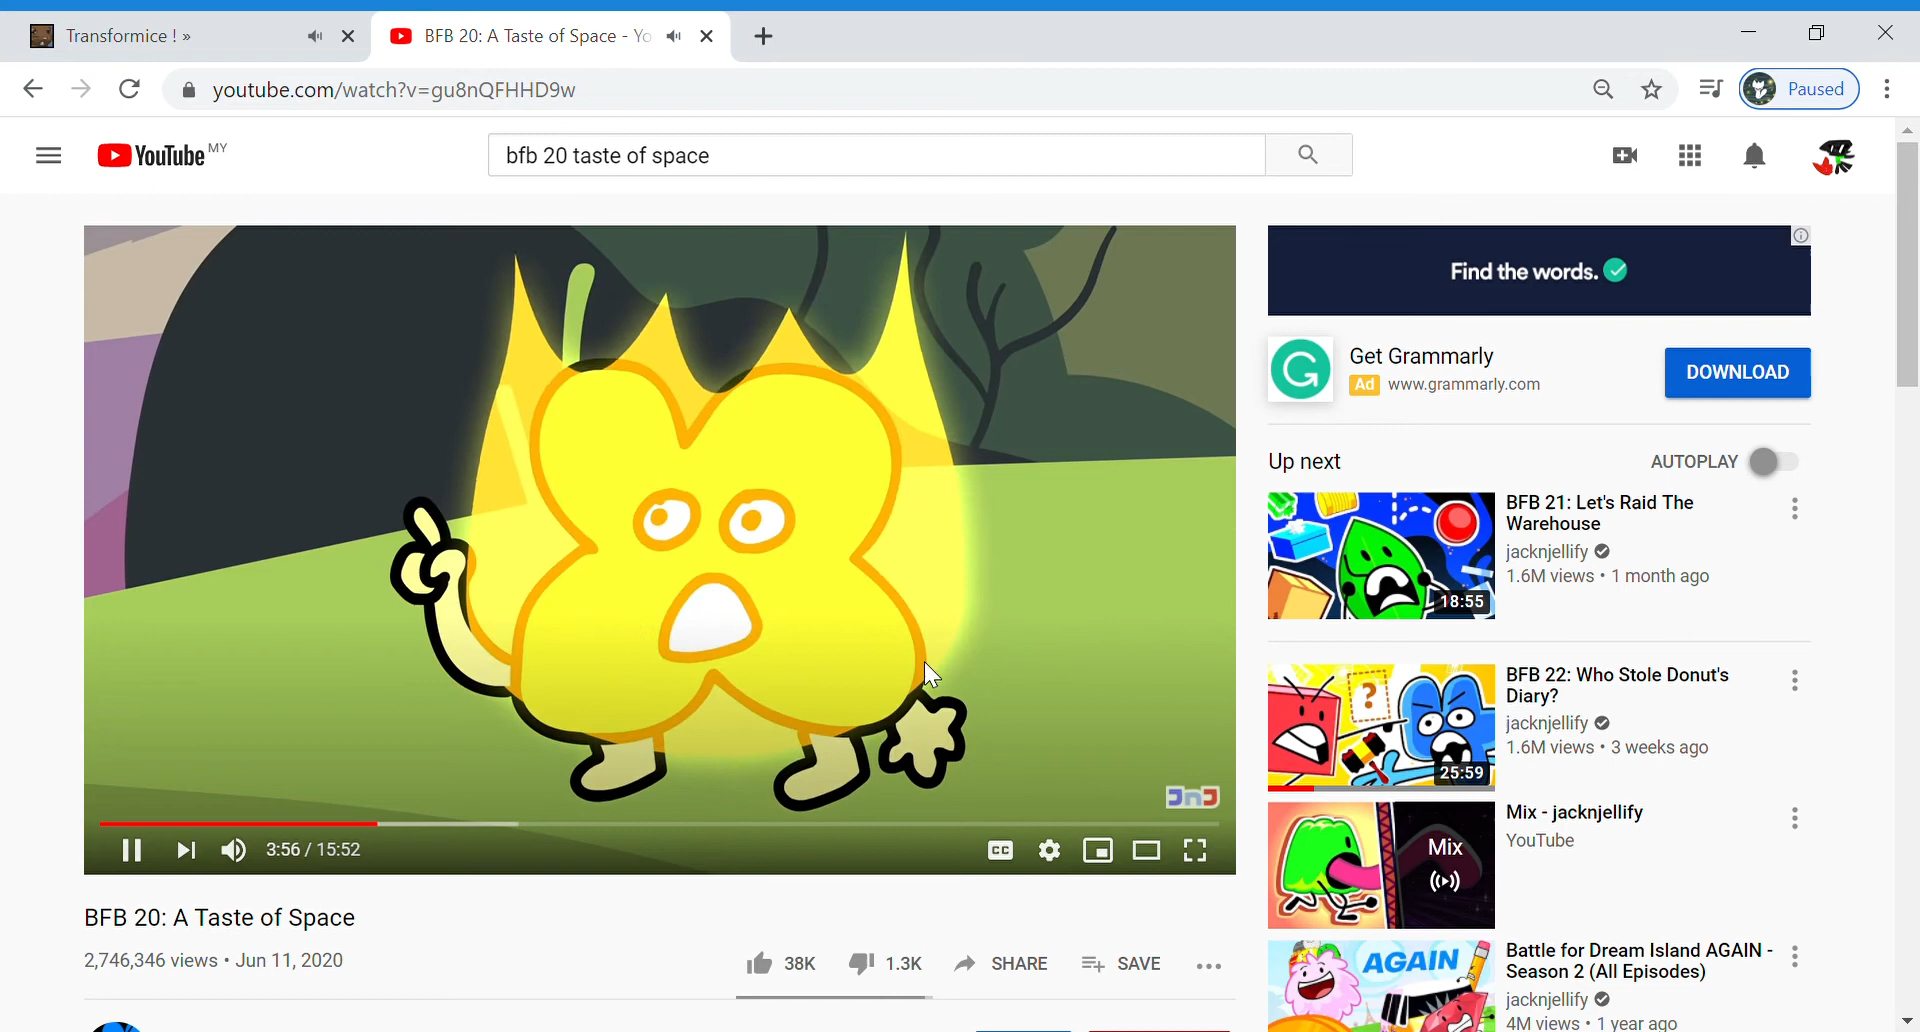 Transformice ! »
BFB 20: A Taste of Space - Yo
youtube.com/watch?v=gu8nQFHHD9w
Paused
YouTube MY
bfb 20 taste of space
Find the words.
Get Grammarly
Ad www.grammarly.com
DOWNLOAD
Up next
AUTOPLAY
BFB 21: Let's Raid The
Warehouse
jacknjellify
1.6M views • 1 month ago
18:55
BFB 22: Who Stole Donut's
Diary?
jacknjellify
1.6M views • 3 weeks ago
?
25:59
Mix - jacknjellify
YouTube
Mix
Battle for Dream Island AGAIN -
Season 2 (All Episodes)
jacknjellify
4M views • 1 year ago
AGAIN
JnJ
3:56 / 15:52
CC
BFB 20: A Taste of Space
2,746,346 views • Jun 11, 2020
38K
1.3K
SHARE
SAVE